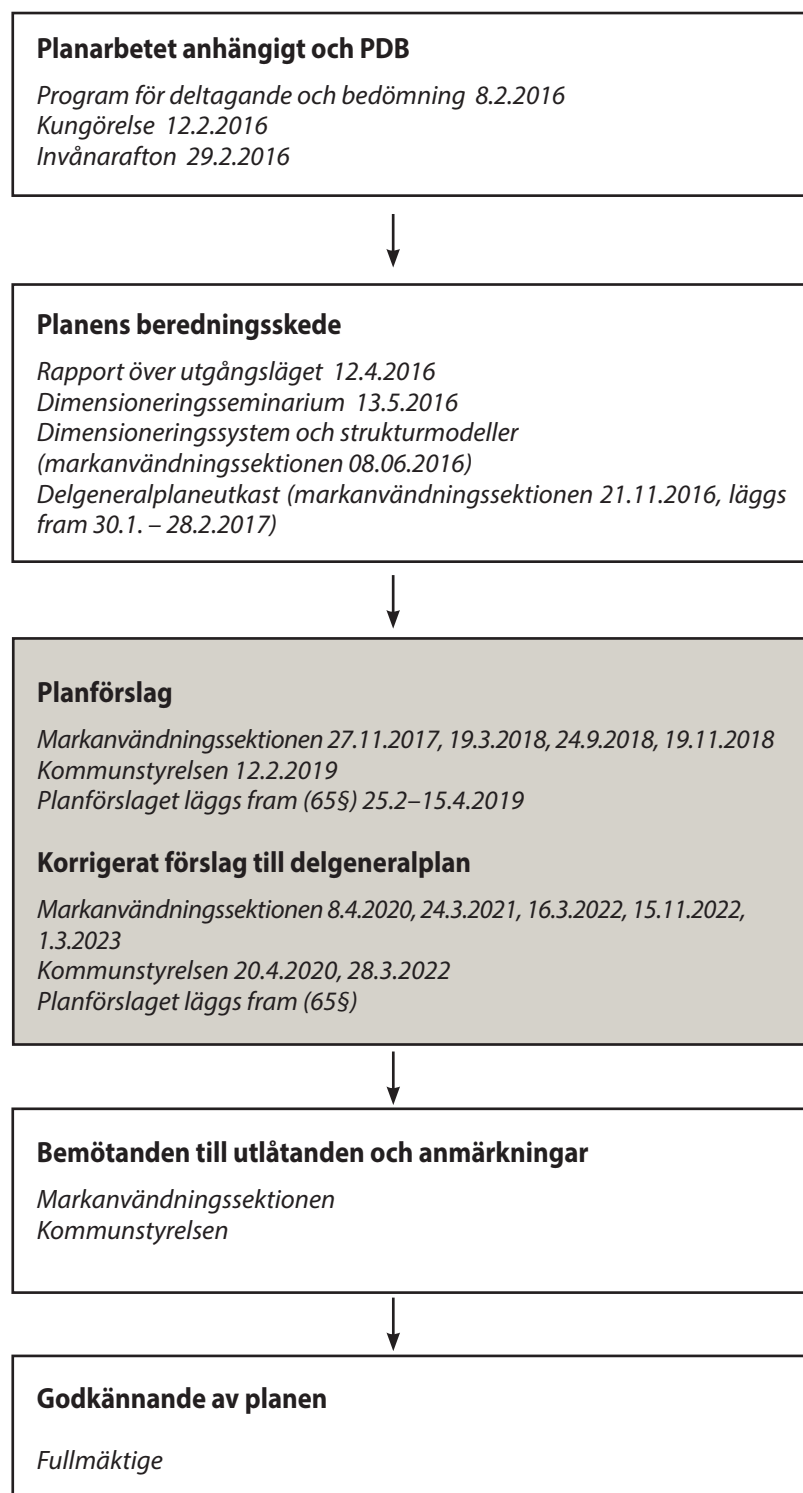 Planarbetet anhängigt och PDB
Program för deltagande och bedömning 8.2.2016
Kungörelse 12.2.2016
Invånarafton 29.2.2016
Planens beredningsskede
Rapport över utgångsläget 12.4.2016
Dimensioneringsseminarium 13.5.2016
Dimensioneringssystem och strukturmodeller
(markanvändningssektionen 08.06.2016)
Delgeneralplaneutkast (markanvändningssektionen 21.11.2016, läggs
fram 30.1. – 28.2.2017)
Planförslag
Markanvändningssektionen 27.11.2017, 19.3.2018, 24.9.2018, 19.11.2018
Kommunstyrelsen 12.2.2019
Planförslaget läggs fram (65§) 25.2–15.4.2019
Korrigerat förslag till delgeneralplan
Markanvändningssektionen 8.4.2020, 24.3.2021, 16.3.2022, 15.11.2022,
1.3.2023
Kommunstyrelsen 20.4.2020, 28.3.2022
Planförslaget läggs fram (65§)
Bemötanden till utlåtanden och anmärkningar
Markanvändningssektionen
Kommunstyrelsen
Godkännande av planen
Fullmäktige